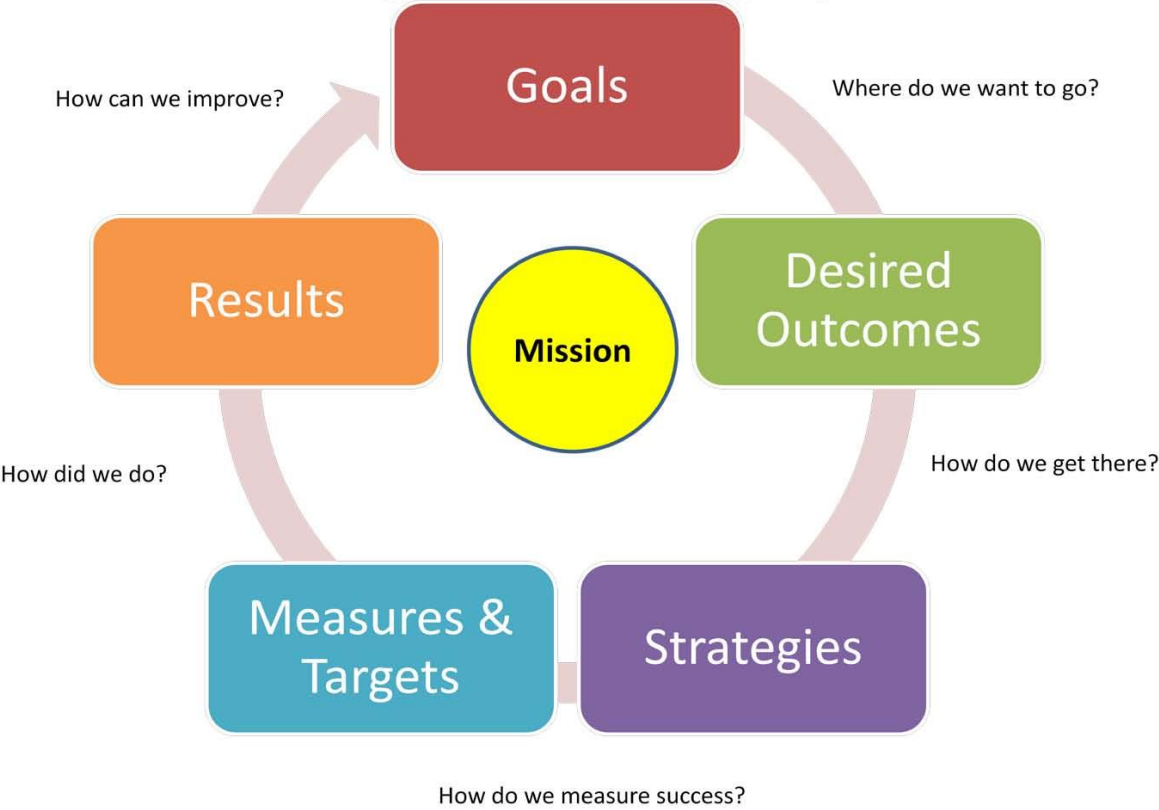 Goals
How can we improve?
Where do we want to go?
Results
Desired
Outcomes
Mission
How did we do?
How do we get there?
Measures &
Targets
Strategies
How do we measure success?